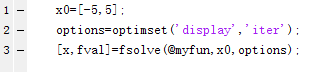 1 - x0=[-5,5];
2 - options=optimset('display','iter');
3 - [x,fval]=fsolve(@myfun,x0,options);